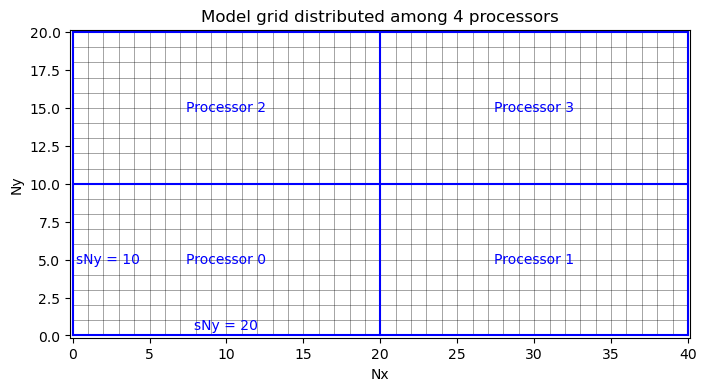 Model grid distributed among 4 processors
20.0
17.5
15.0
12.5
10.0
7.5
5.0
2.5
0.0
Ny
Processor 2
Processor 3
sNy = 10
Processor 0
Processor 1
sNy = 20
0
5
10
15
20
25
30
35
40
Nx